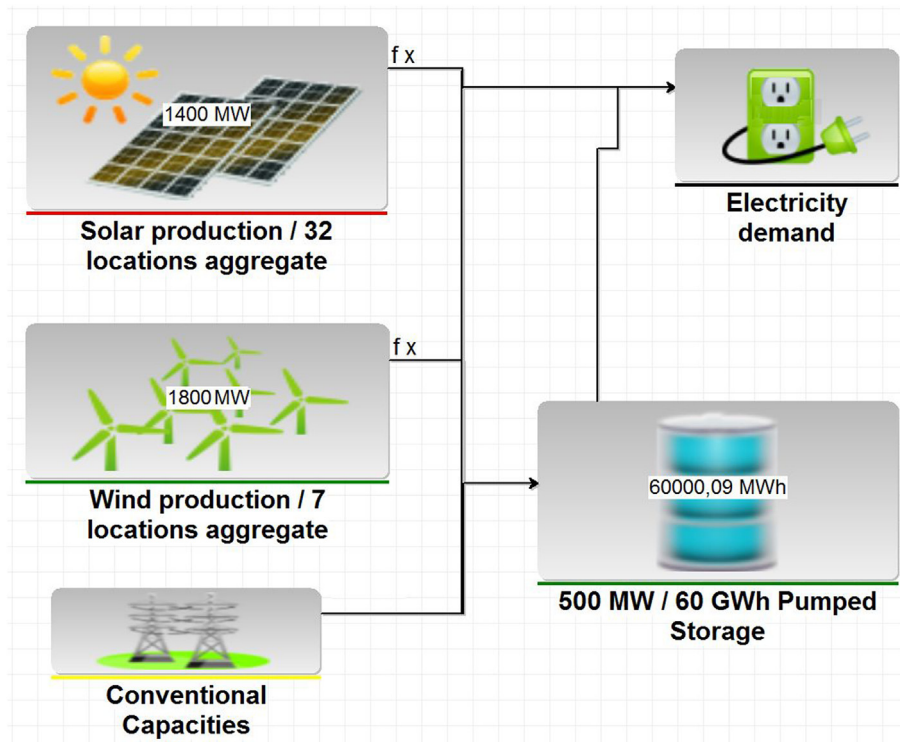 f x
1400 MW
Solar production / 32
locations aggregate
Electricity
demand
f x
1800 MW
Wind production / 7
locations aggregate
60000,09 MWh
500 MW / 60 GWh Pumped
Storage
Conventional
Capacities